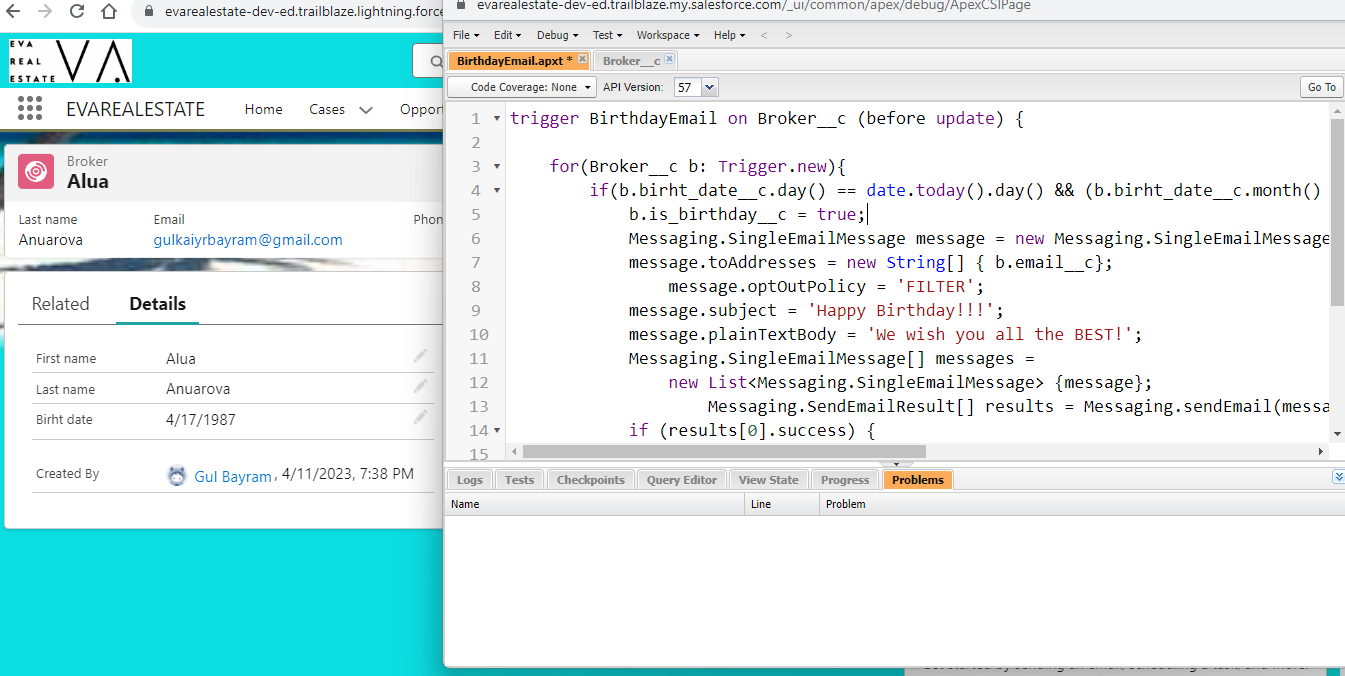 evarealestate-dev-ed.trailblaze.lightning.force
evarealestate-dev-ed.trailblaze.my.salesforce.com/_ui/common/apex/debug/ApexCSIPage
EVA
REAL
ESTATE
VA
EVAREALESTATE
Home
Cases
Opport
Broker
Alua
Last name
Email
Phon
Anuarova
gulkaiyrbayram@gmail.com
Related
Details
First name
Alua
Last name
Anuarova
Birht date
4/17/1987
Created By
Gul Bayram, 4/11/2023, 7:38 PM
File Edit Debug Test Workspace Help < >
BirthdayEmail.apxt * Broker__c
Code Coverage: None API Version: 57 Go To
1 trigger BirthdayEmail on Broker__c (before update) {
2
3 for(Broker__c b: Trigger.new){
4 if(b.birht_date__c.day() == date.today().day() && (b.birht_date__c.month()
5 b.is_birthday__c = true;
6 Messaging.SingleEmailMessage message = new Messaging.SingleEmailMessage
7 message.toAddresses = new String[] { b.email__c};
8 message.optOutPolicy = 'FILTER';
9 message.subject = 'Happy Birthday!!!';
10 message.plainTextBody = 'We wish you all the BEST!';
11 Messaging.SingleEmailMessage[] messages =
12 new List<Messaging.SingleEmailMessage> {message};
13 Messaging.SendEmailResult[] results = Messaging.sendEmail(messa
14 if (results[0].success) {
15
Logs Tests Checkpoints Query Editor View State Progress Problems
Name Line Problem